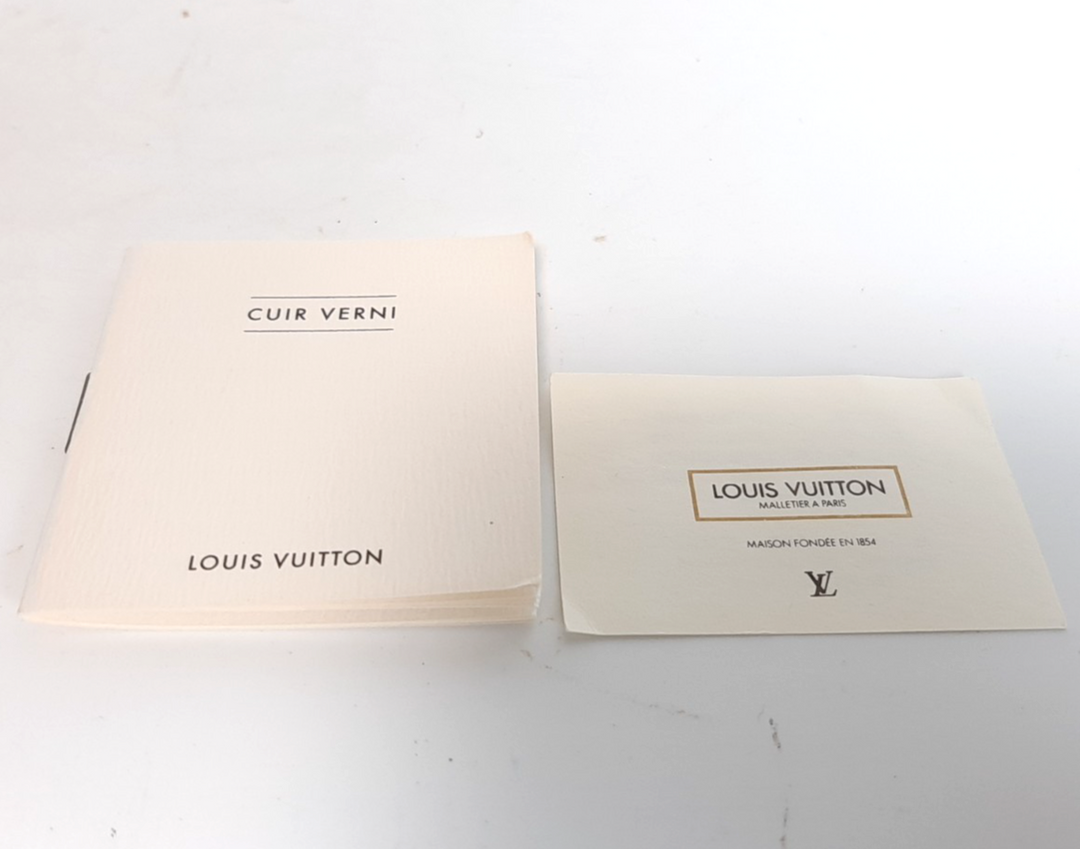 CUIR VERNI
LOUIS VUITTON
LOUIS VUITTON
MALLETIER A PARIS
MAISON FONDÉE EN 1854
LV